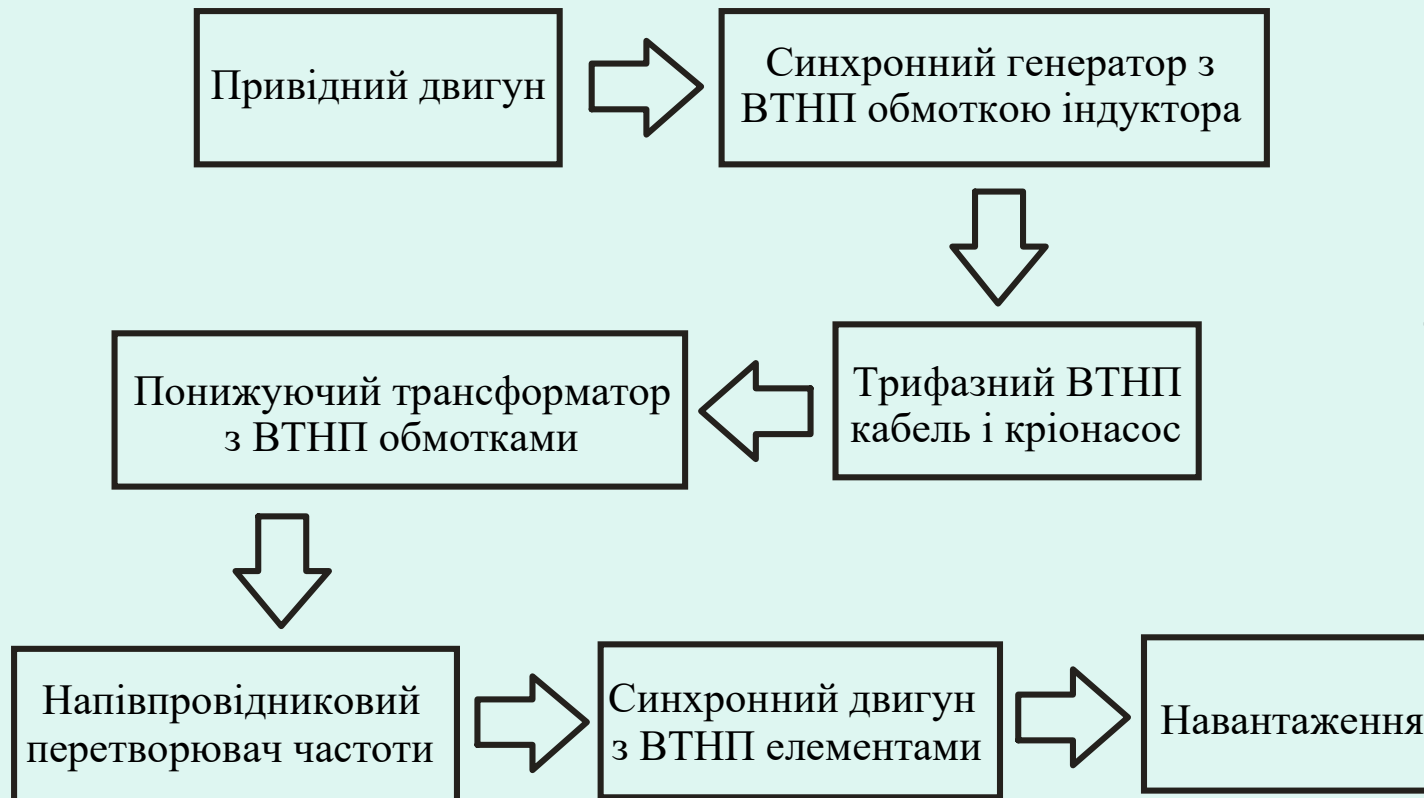 Привідний двигун
Синхронний генератор з
ВТНП обмоткою індуктора
Трифазний ВТНП
кабель і кріонасос
Понижуючий трансформатор
з ВТНП обмотками
Напівпровідниковий
перетворювач частоти
Синхронний двигун
з ВТНП елементами
Навантаження